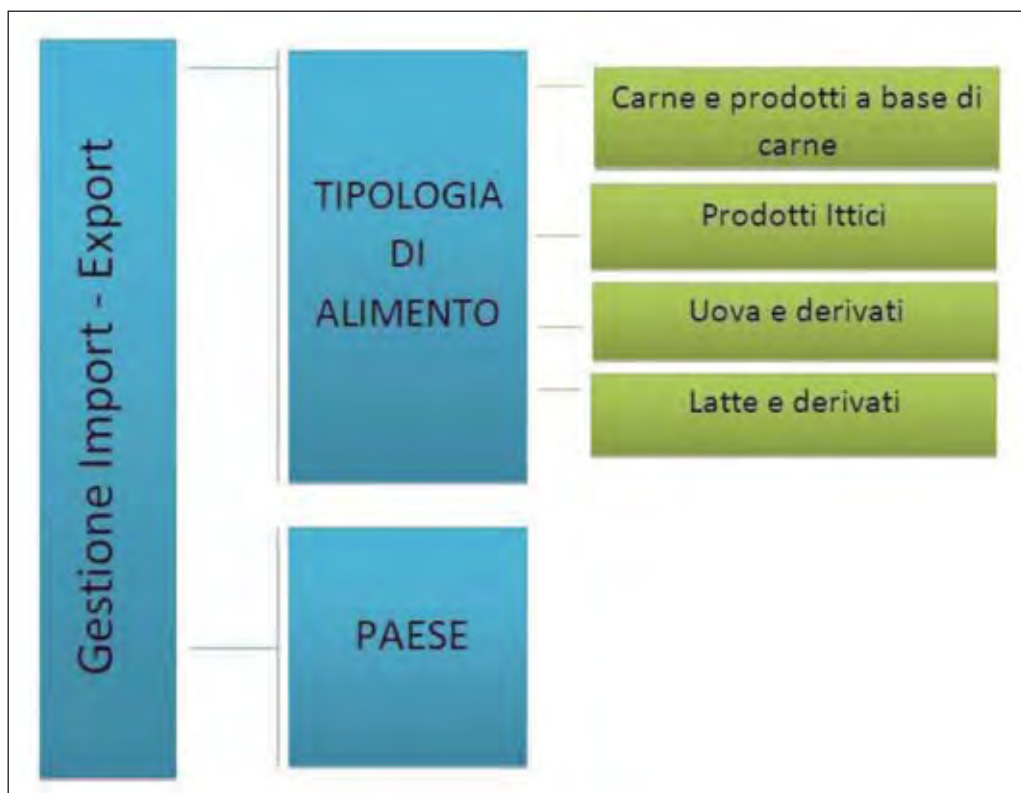 Gestione Import - Export
TIPOLOGIA
DI
ALIMENTO
Carne e prodotti a base di
carne
Prodotti Ittici
Uova e derivati
Latte e derivati
PAESE